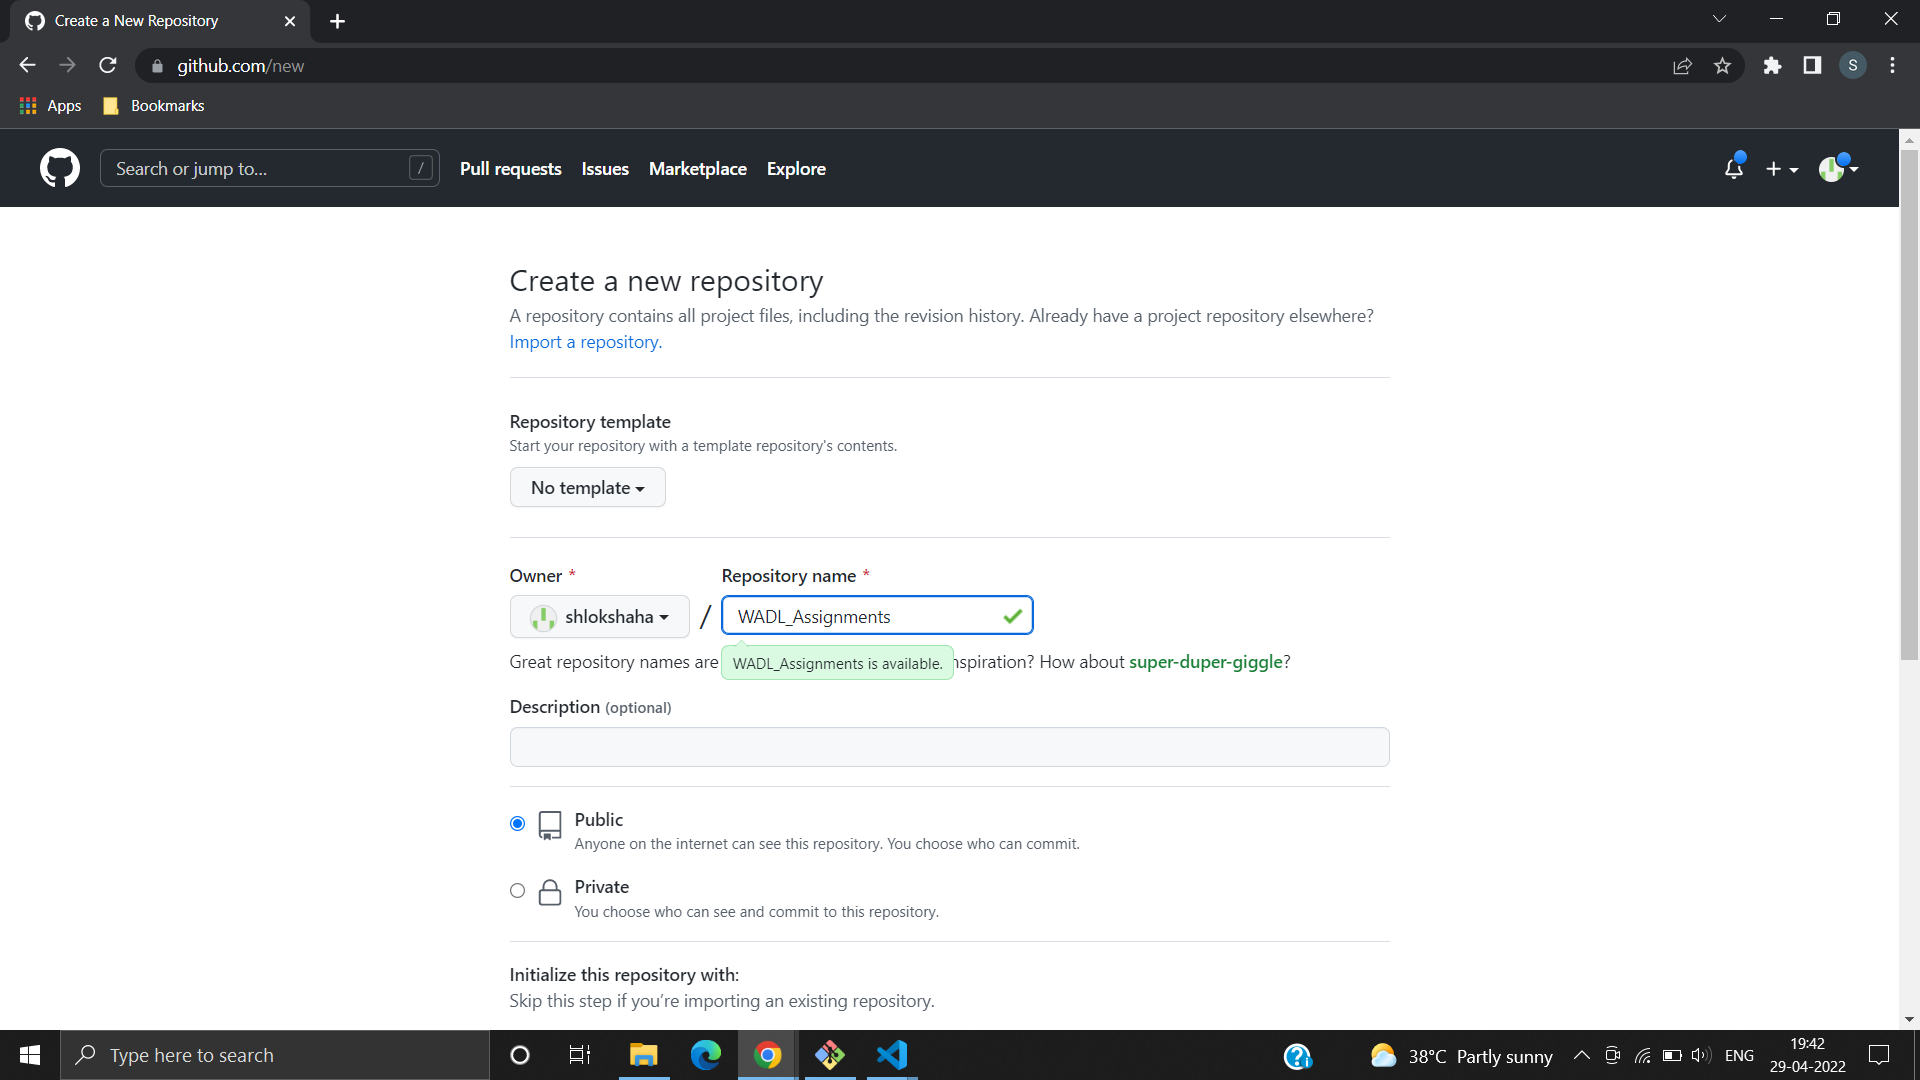 Create a New Repository
github.com/new
S
Apps
Bookmarks
Search or jump to...
/
Pull requests
Issues
Marketplace
Explore
Create a new repository
A repository contains all project files, including the revision history. Already have a project repository elsewhere?
Import a repository.
Repository template
Start your repository with a template repository's contents.
No template
Owner *
Repository name *
shlokshaha
/
WADL_Assignments
Great repository names are
WADL_Assignments is available.
nspiration? How about super-duper-giggle?
Description (optional)
Public
Anyone on the internet can see this repository. You choose who can commit.
Private
You choose who can see and commit to this repository.
Initialize this repository with:
Skip this step if you’re importing an existing repository.
Type here to search
38°C Partly sunny
ENG
19:42
29-04-2022